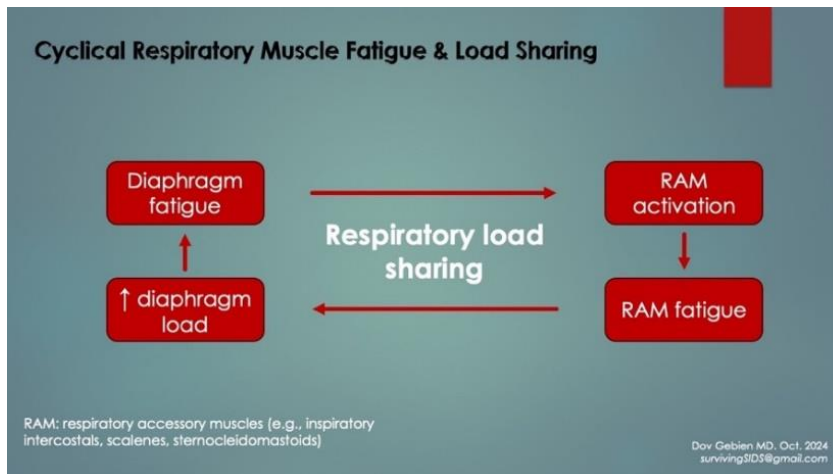 Cyclical Respiratory Muscle Fatigue & Load Sharing
Diaphragm
fatigue
RAM
activation
Respiratory load
sharing
↑ diaphragm
load
RAM fatigue
RAM: respiratory accessory muscles (e.g., inspiratory
intercostals, scalenes, sternocleidomastoids)
Dov Gebien MD. Oct. 2024
survivingSIDS@gmail.com